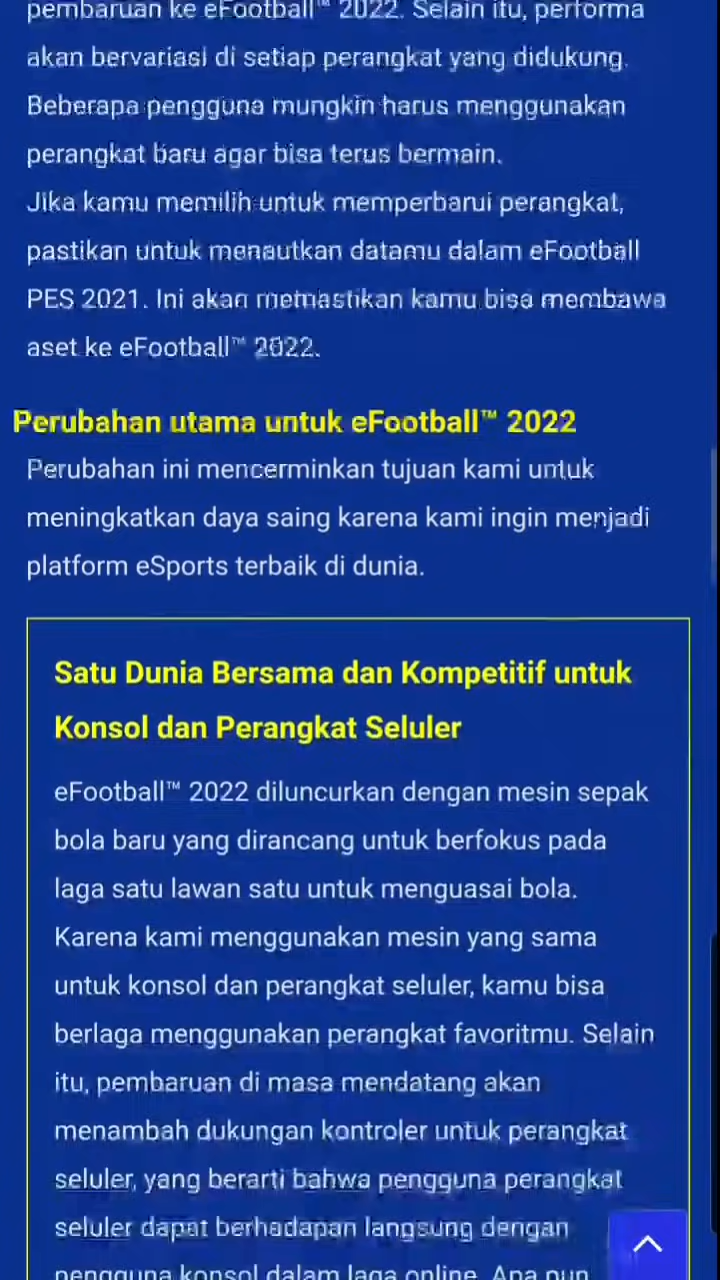 pembaruan ke eFootball™ 2022. Selain itu, performa
akan bervariasi di setiap perangkat yang didukung.
Beberapa pengguna mungkin harus menggunakan
perangkat baru agar bisa terus bermain.
Jika kamu memilih untuk memperbarui perangkat,
pastikan untuk menautkan datamu dalam eFootball
PES 2021. Ini akan memastikan kamu bisa membawa
aset ke eFootball™ 2022.
Perubahan utama untuk eFootball™ 2022
Perubahan ini mencerminkan tujuan kami untuk
meningkatkan daya saing karena kami ingin menjadi
platform eSports terbaik di dunia.
Satu Dunia Bersama dan Kompetitif untuk
Konsol dan Perangkat Seluler
eFootball™ 2022 diluncurkan dengan mesin sepak
bola baru yang dirancang untuk berfokus pada
laga satu lawan satu untuk menguasai bola.
Karena kami menggunakan mesin yang sama
untuk konsol dan perangkat seluler, kamu bisa
berlaga menggunakan perangkat favoritmu. Selain
itu, pembaruan di masa mendatang akan
menambah dukungan kontroler untuk perangkat
seluler, yang berarti bahwa pengguna perangkat
seluler dapat berhadapan langsung dengan
pengguna konsol dalam laga online. Apa pun